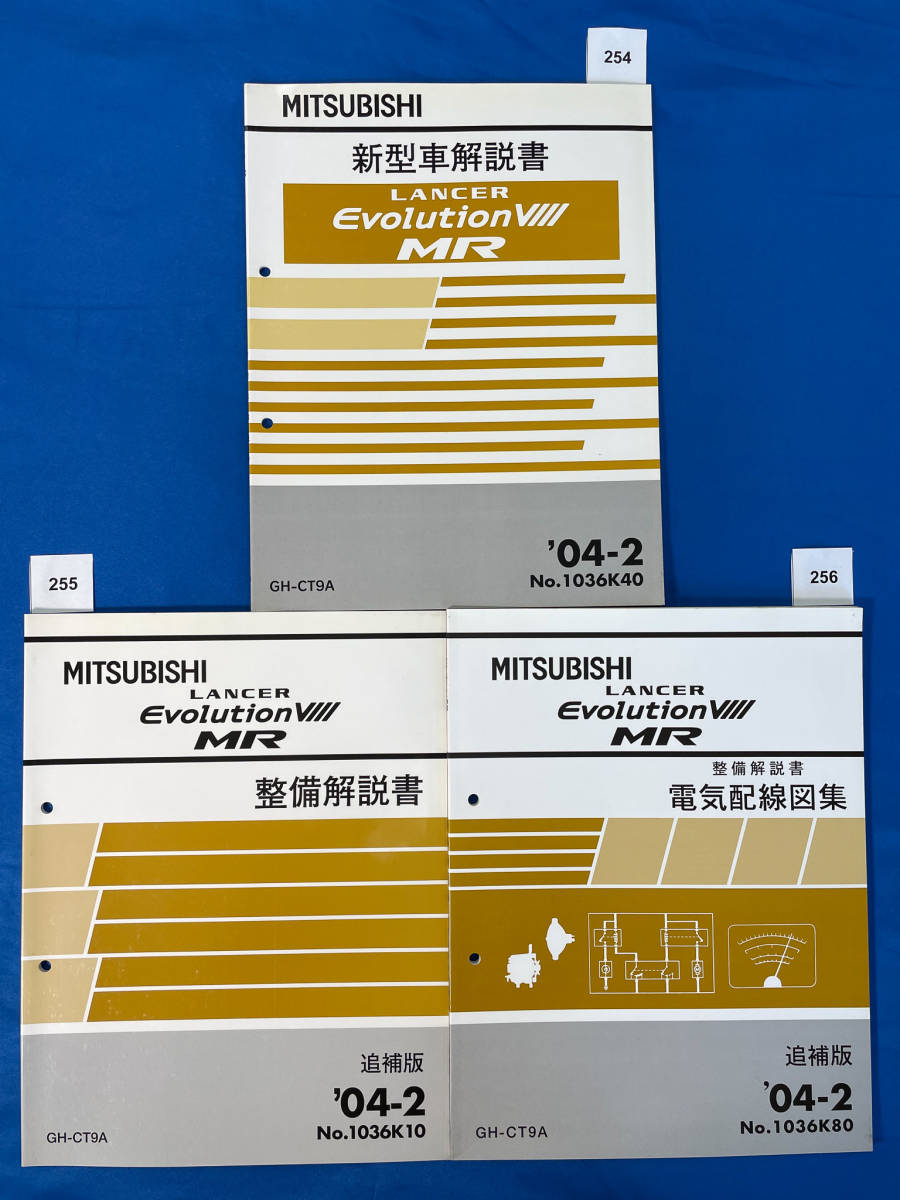 254
MITSUBISHI
新型車解説書
LANCER
Evolution VIII
MR
'04-2
GH-CT9A
No.1036K40
255
MITSUBISHI
LANCER
Evolution VIII
MR
整備解説書
追補版
'04-2
GH-CT9A
No.1036K10
256
MITSUBISHI
LANCER
Evolution VIII
MR
整備解説書
電気配線図集
追補版
'04-2
GH-CT9A
No.1036K80